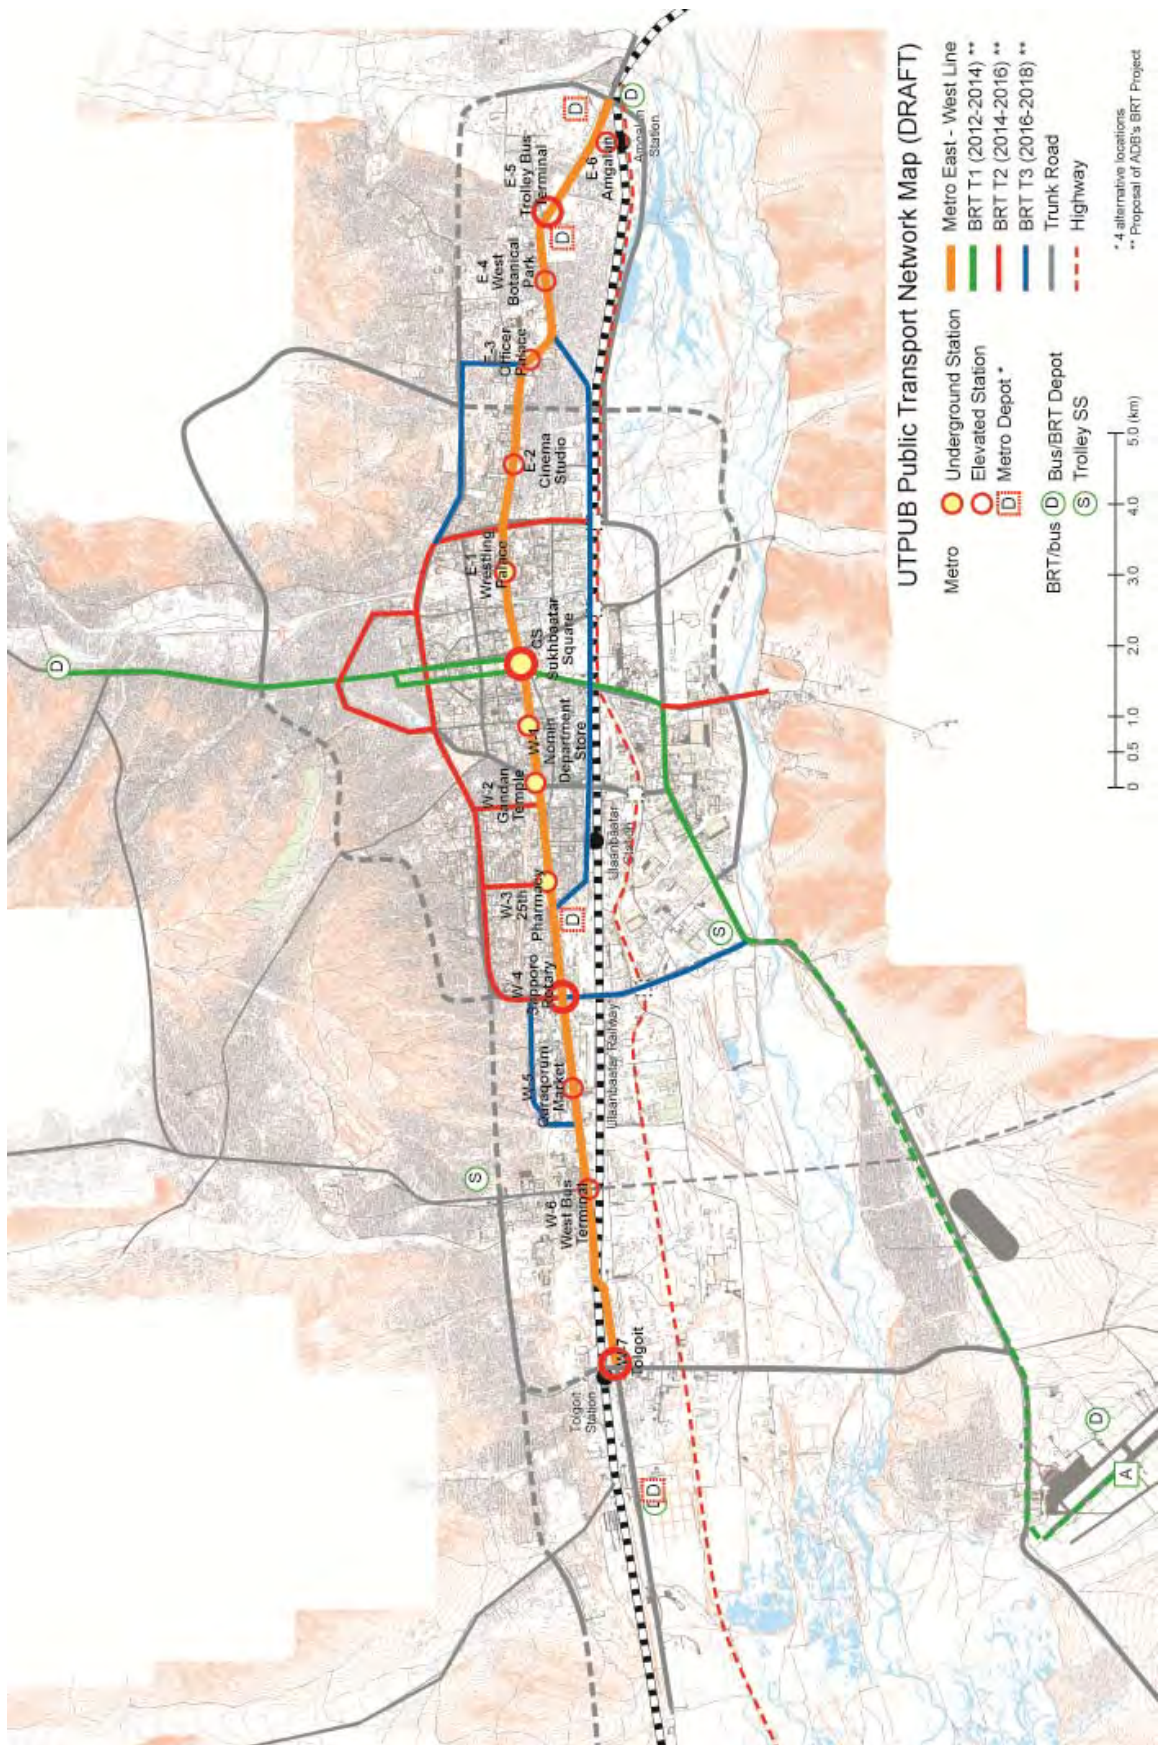 UTPUB Public Transport Network Map (DRAFT)
Metro
Underground Station
Elevated Station
D
Metro Depot *
BRT/bus
D
Bus/BRT Depot
S
Trolley SS
Metro East - West Line
BRT T1 (2012-2014) **
BRT T2 (2014-2016) **
BRT T3 (2016-2018) **
Trunk Road
Highway
* 4 alternative locations
** Proposal of ADB's BRT Project
0
0.5
1.0
2.0
3.0
4.0
5.0 (km)
W-7
Tolgoit
Tolgoit
Station
W-6
West Bus
Terminal
W-5
Qaraqorum
Market
W-4
Sapporo
Rotary
W-3
25th
Pharmacy
W-2
Gandan
Temple
W-1
Nomin
Department
Store
CS
Sukhbaatar
Square
E-1
Wrestling
Palace
E-2
Cinema
Studio
E-3
Officer
Palace
E-4
West
Botanical
Park
E-5
Trolley Bus
Terminal
E-6
Amgalan
Amgalan
Station
Ulaanbaatar
Station
Ulaanbaatar Railway
D
D
D
D
D
D
D
D
S
S
A